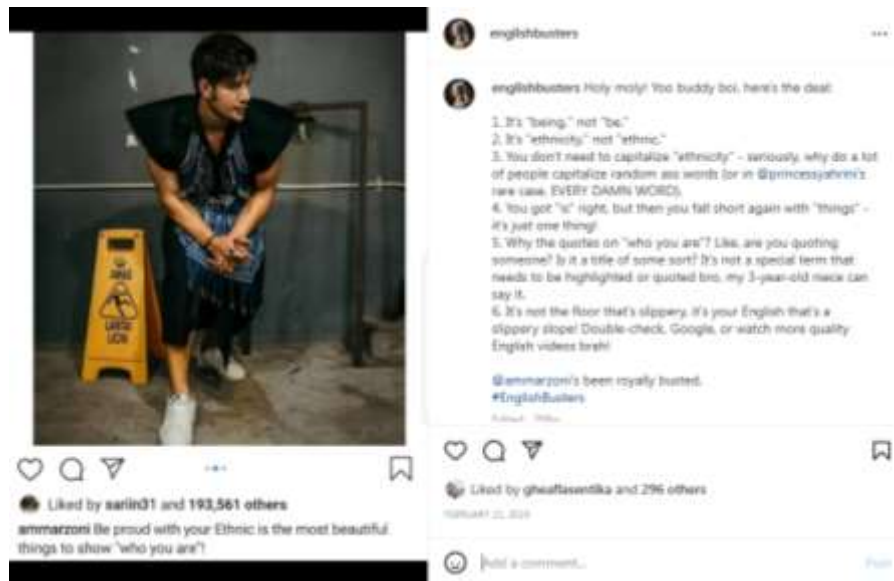 AWAS
LANTAI
LICIN
Liked by sariin31 and 193,561 others
ammarzoni Be proud with your Ethnic is the most beautiful
things to show "who you are"!
englishbusters
englishbusters Holy moly! Yoo buddy boi, here's the deal:
1. It's "being," not "be."
2. It's "ethnicity," not "ethnic."
3. You don't need to capitalize "ethnicity" – seriously, why do a lot
of people capitalize random ass words (or in @princessyahrini's
rare case, EVERY DAMN WORD).
4. You got "is" right, but then you fall short again with "things" –
it's just one thing!
5. Why the quotes on "who you are"? Like, are you quoting
someone? Is it a title of some sort? It's not a special term that
needs to be highlighted or quoted bro, my 3-year-old niece can
say it.
6. It's not the floor that's slippery, it's your English that's a
slippery slope! Double-check, Google, or watch more quality
English videos brah!
@ammarzoni's been royally busted.
#EnglishBusters
Liked by gheaflasentika and 296 others
Add a comment...
Post